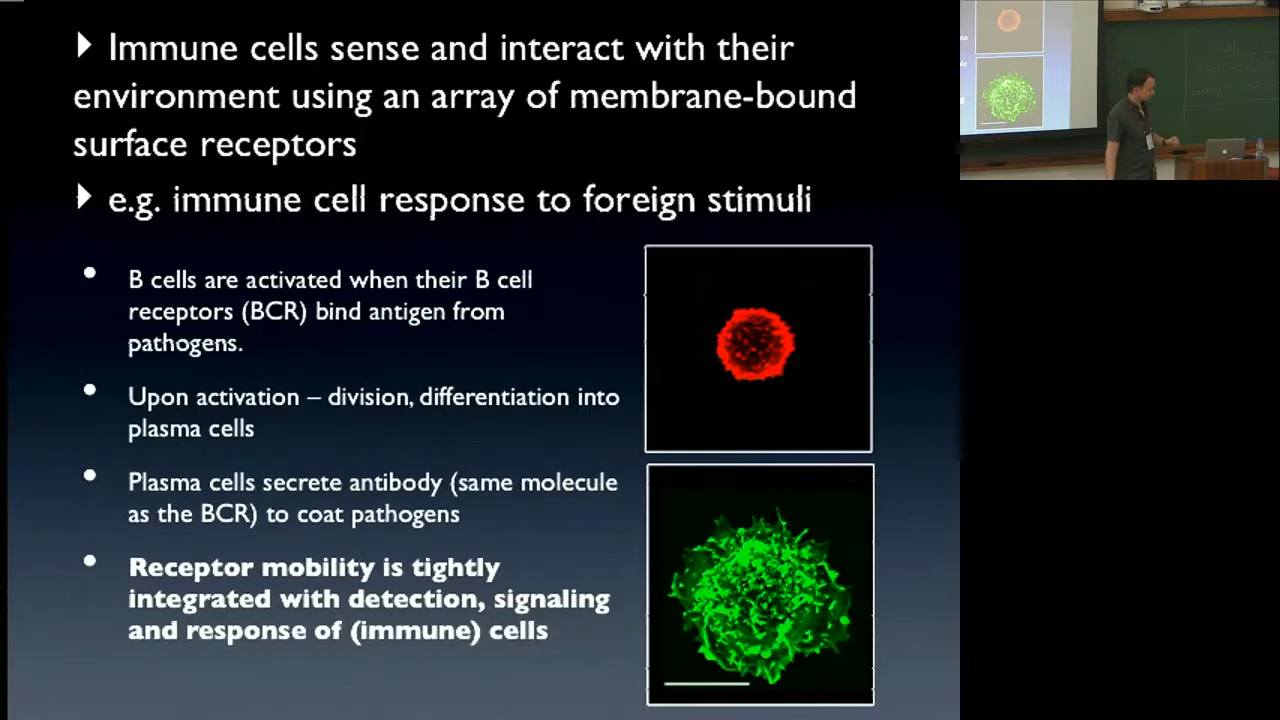 Immune cells sense and interact with their
environment using an array of membrane-bound
surface receptors
e.g. immune cell response to foreign stimuli
• B cells are activated when their B cell
receptors (BCR) bind antigen from
pathogens.
• Upon activation – division, differentiation into
plasma cells
• Plasma cells secrete antibody (same molecule
as the BCR) to coat pathogens
• Receptor mobility is tightly
integrated with detection, signaling
and response of (immune) cells